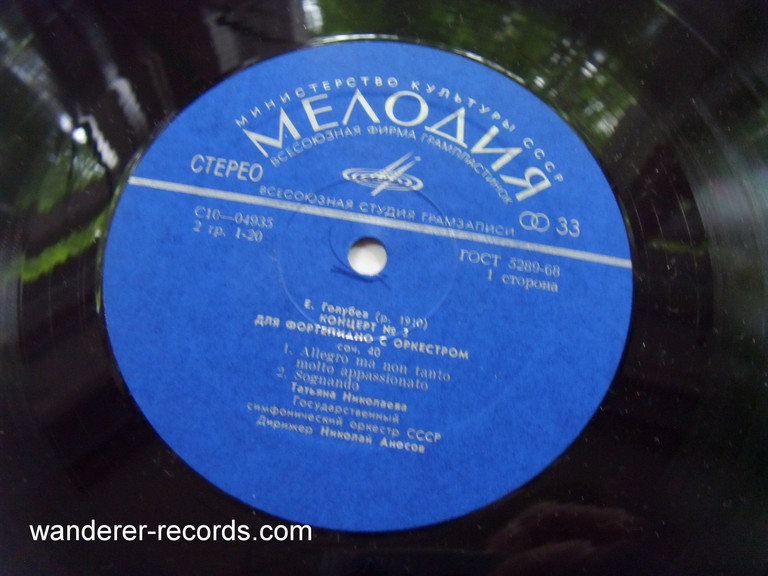 МИНИСТЕРСТВО КУЛЬТУРЫ СССР
МЕЛОДИЯ
ВСЕСОЮЗНАЯ ФИРМА ГРАМПЛАСТИНОК
СТЕРЕО
ВСЕСОЮЗНАЯ СТУДИЯ ГРАМЗАПИСИ
33
С10—04935
2 гр. 1-20
ГОСТ 5289-68
1 сторона
Е. Голубев (р. 1910)
КОНЦЕРТ № 3
ДЛЯ ФОРТЕПИАНО С ОРКЕСТРОМ
соч. 40
1. Allegro ma non tanto
molto appassionato
2. Sognando
Татьяна Николаева
Государственный
симфонический оркестр СССР
Дирижер Николай Аносов
wanderer-records.com